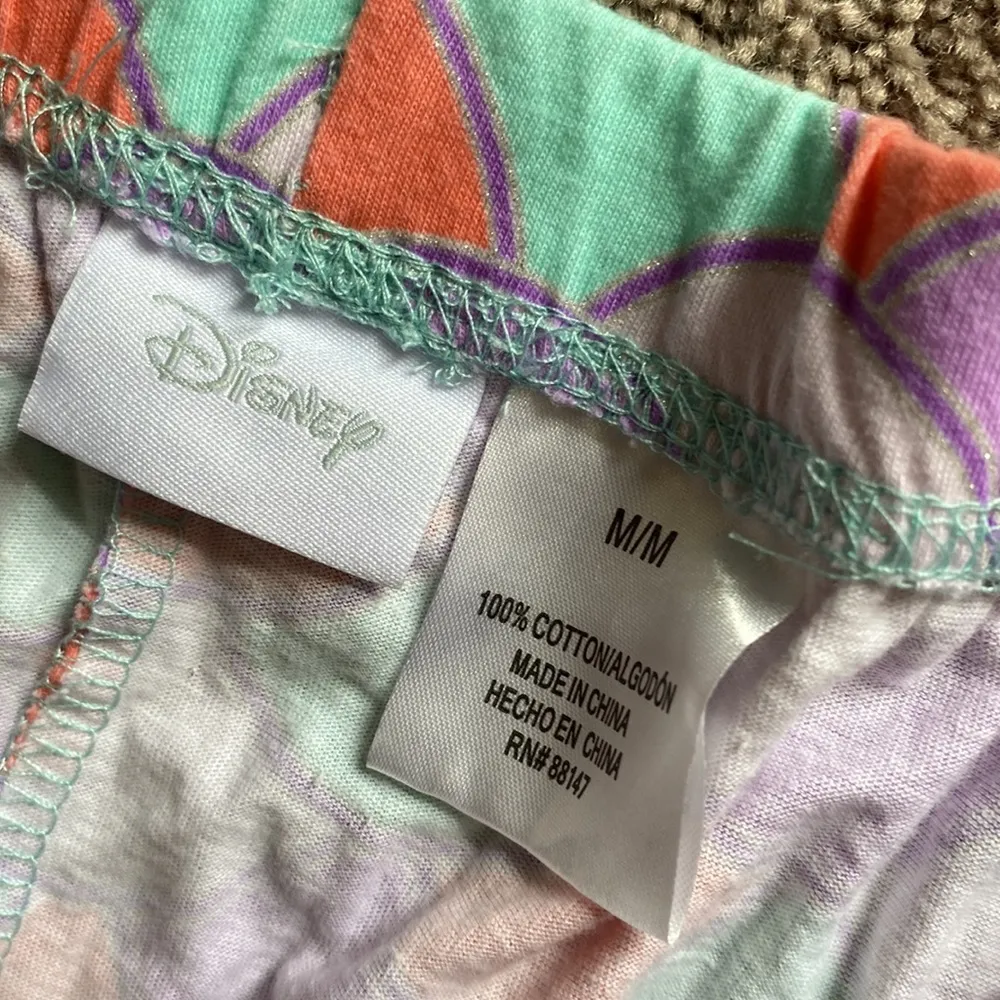 Disney
M/M
100% COTTON/ALGODÓN
MADE IN CHINA
HECHO EN CHINA
RN# 88147